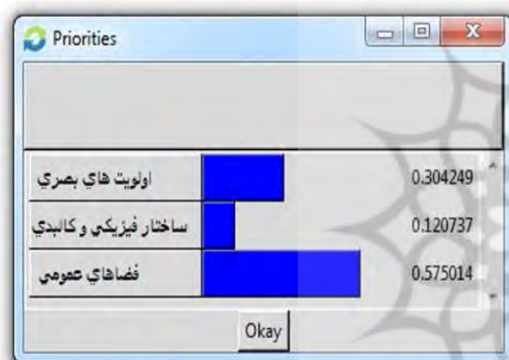 Priorities
اولويت هاي بصري 0.304249
ساختار فيزيكي و كالبدي 0.120737
فضاهاي عمومي 0.575014
Okay